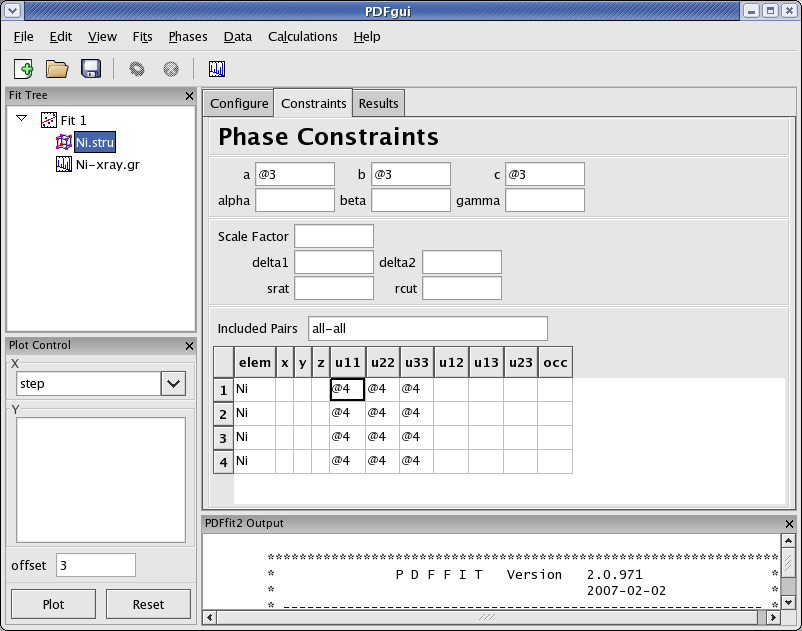 PDFgui
File Edit View Fits Phases Data Calculations Help
Fit Tree
Fit 1
Ni.stru
Ni-xray.gr
Plot Control
X
step
Y
offset 3
Plot Reset
Configure Constraints Results
Phase Constraints
a @3 b @3 c @3
alpha beta gamma
Scale Factor
delta1 delta2
srat rcut
Included Pairs all-all
elem x y z u11 u22 u33 u12 u13 u23 occ
1 Ni @4 @4 @4
2 Ni @4 @4 @4
3 Ni @4 @4 @4
4 Ni @4 @4 @4
PDFfit2 Output
****************************************************************
* P D F F I T Version 2.0.971 *
* 2007-02-02 *
* ------------------------------------------------------------ *